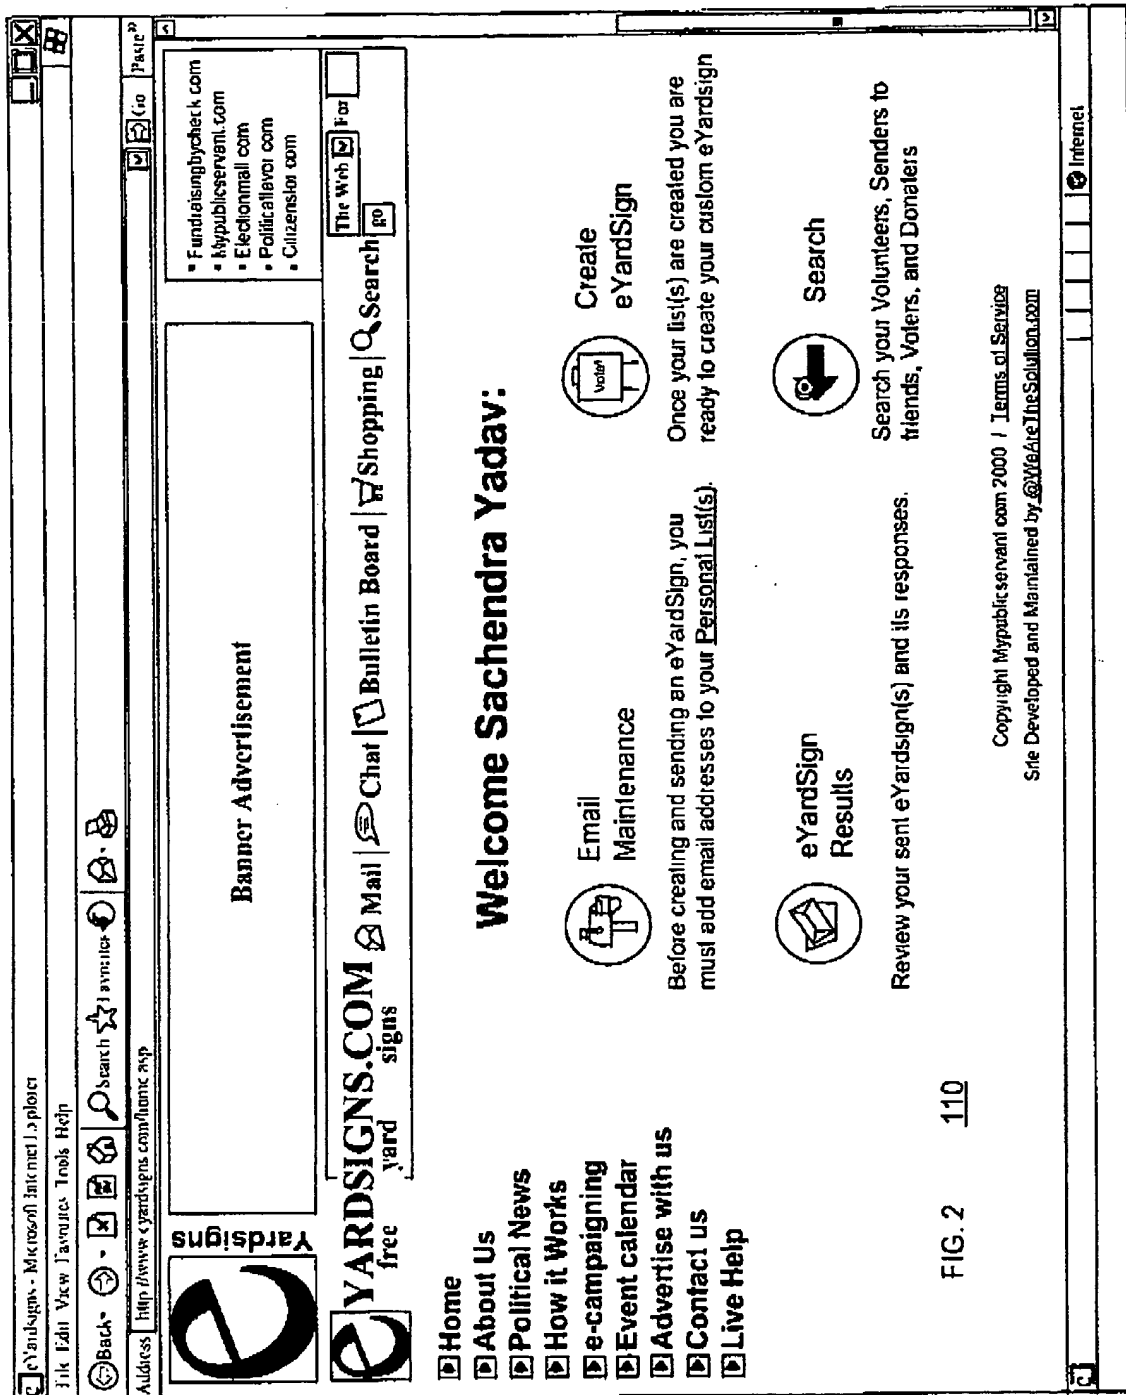 eYardsigns - Microsoft Internet Explorer
File Edit View Favorites Tools Help
Back Search Favorites
Address http //www eyardsigns com/home asp Go
Yardsigns
Banner Advertisement
Fundraisingbycheck com
Mypublicservant.com
Electionmall com
Politicalflavor com
Citizenslor com
eYARDSIGNS.COM Mail | Chat | Bulletin Board | Shopping | Search The Web For
free yard signs go
Home
About Us
Political News
How it Works
e-campaigning
Event calendar
Advertise with us
Contact us
Live Help
Welcome Sachendra Yadav:
Email
Maintenance
Before creating and sending an eYardSign, you
must add email addresses to your Personal List(s).
Vote!
Create
eYardSign
Once your list(s) are created you are
ready to create your custom eYardsign
eYardSign
Results
Review your sent eYardsign(s) and its responses.
Search
Search your Volunteers, Senders to
friends, Voters, and Donaters
Copyright Mypublicservant com 2000 / Terms of Service
Site Developed and Maintained by @WeAreTheSolution.com
Internet
FIG. 2 110